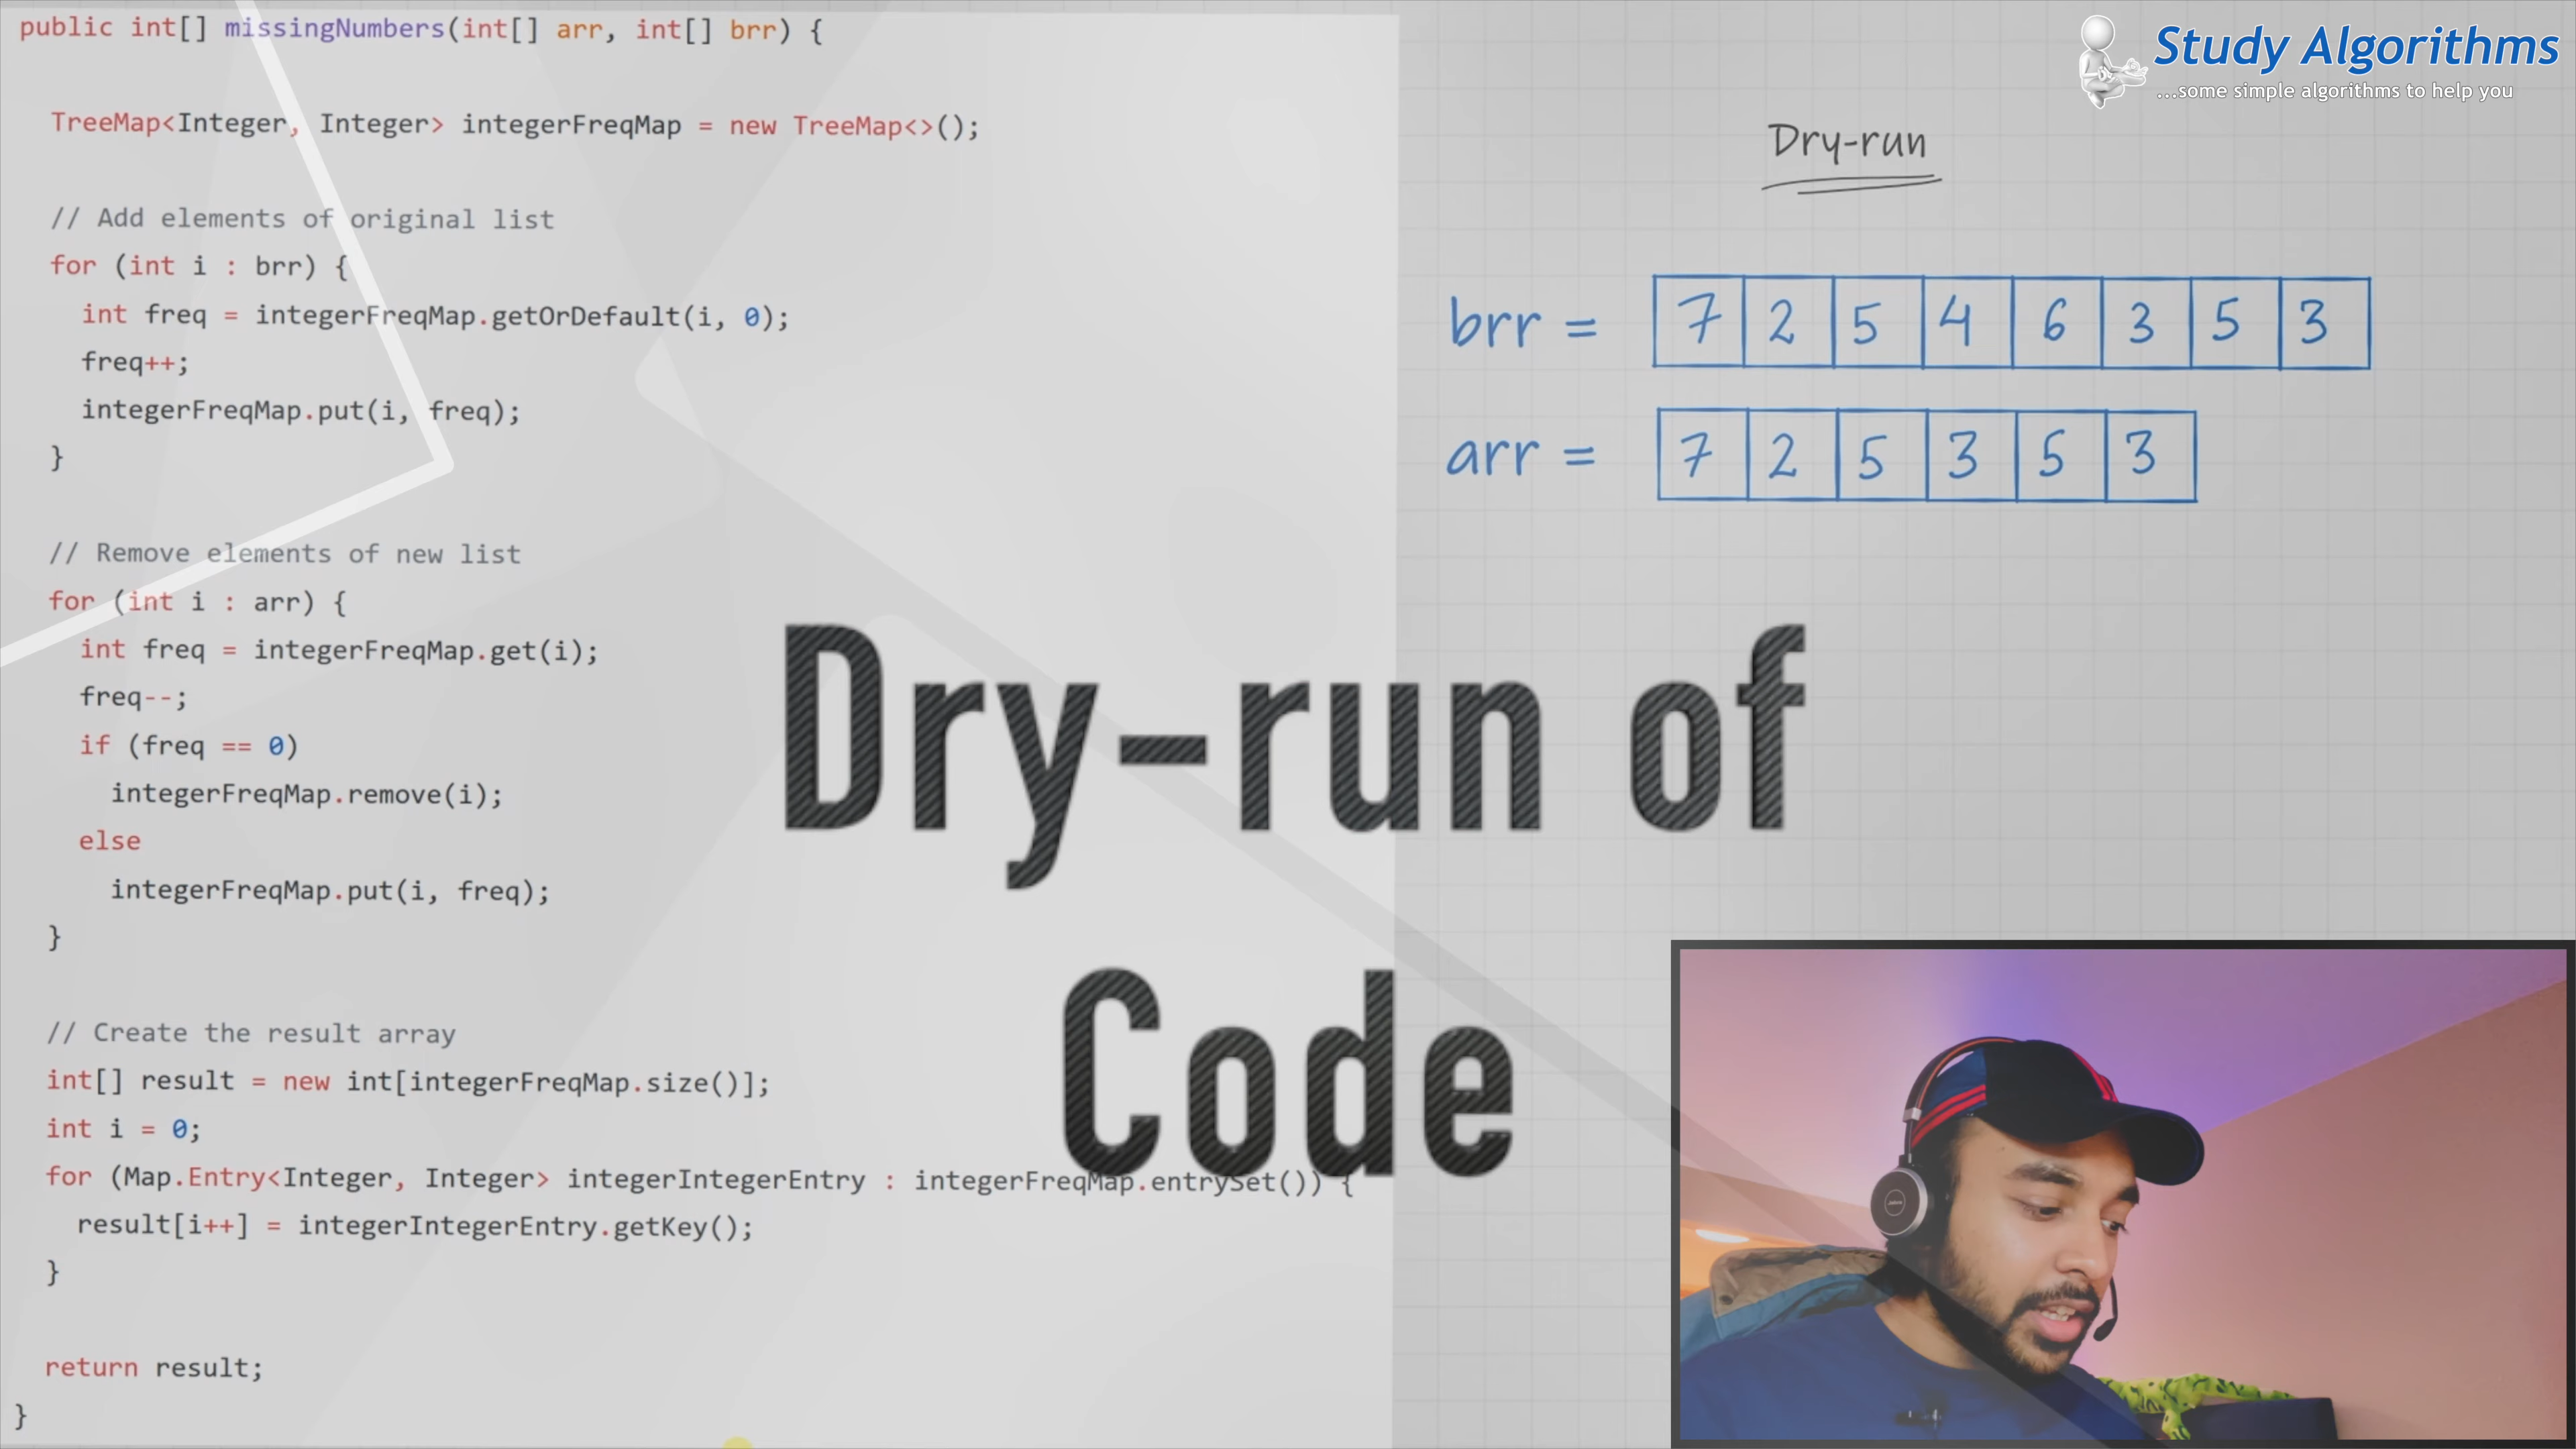 public int[] missingNumbers(int[] arr, int[] brr) {
TreeMap<Integer, Integer> integerFreqMap = new TreeMap<>();
// Add elements of original list
for (int i : brr) {
int freq = integerFreqMap.getOrDefault(i, 0);
freq++;
integerFreqMap.put(i, freq);
}
// Remove elements of new list
for (int i : arr) {
int freq = integerFreqMap.get(i);
freq--;
if (freq == 0)
integerFreqMap.remove(i);
else
integerFreqMap.put(i, freq);
}
// Create the result array
int[] result = new int[integerFreqMap.size()];
int i = 0;
for (Map.Entry<Integer, Integer> integerIntegerEntry : integerFreqMap.entrySet()) {
result[i++] = integerIntegerEntry.getKey();
}
return result;
}
Study Algorithms
...some simple algorithms to help you
Dry-run
brr = 7 2 5 4 6 3 5 3
arr = 7 2 5 3 5 3
Dry-run of
Code